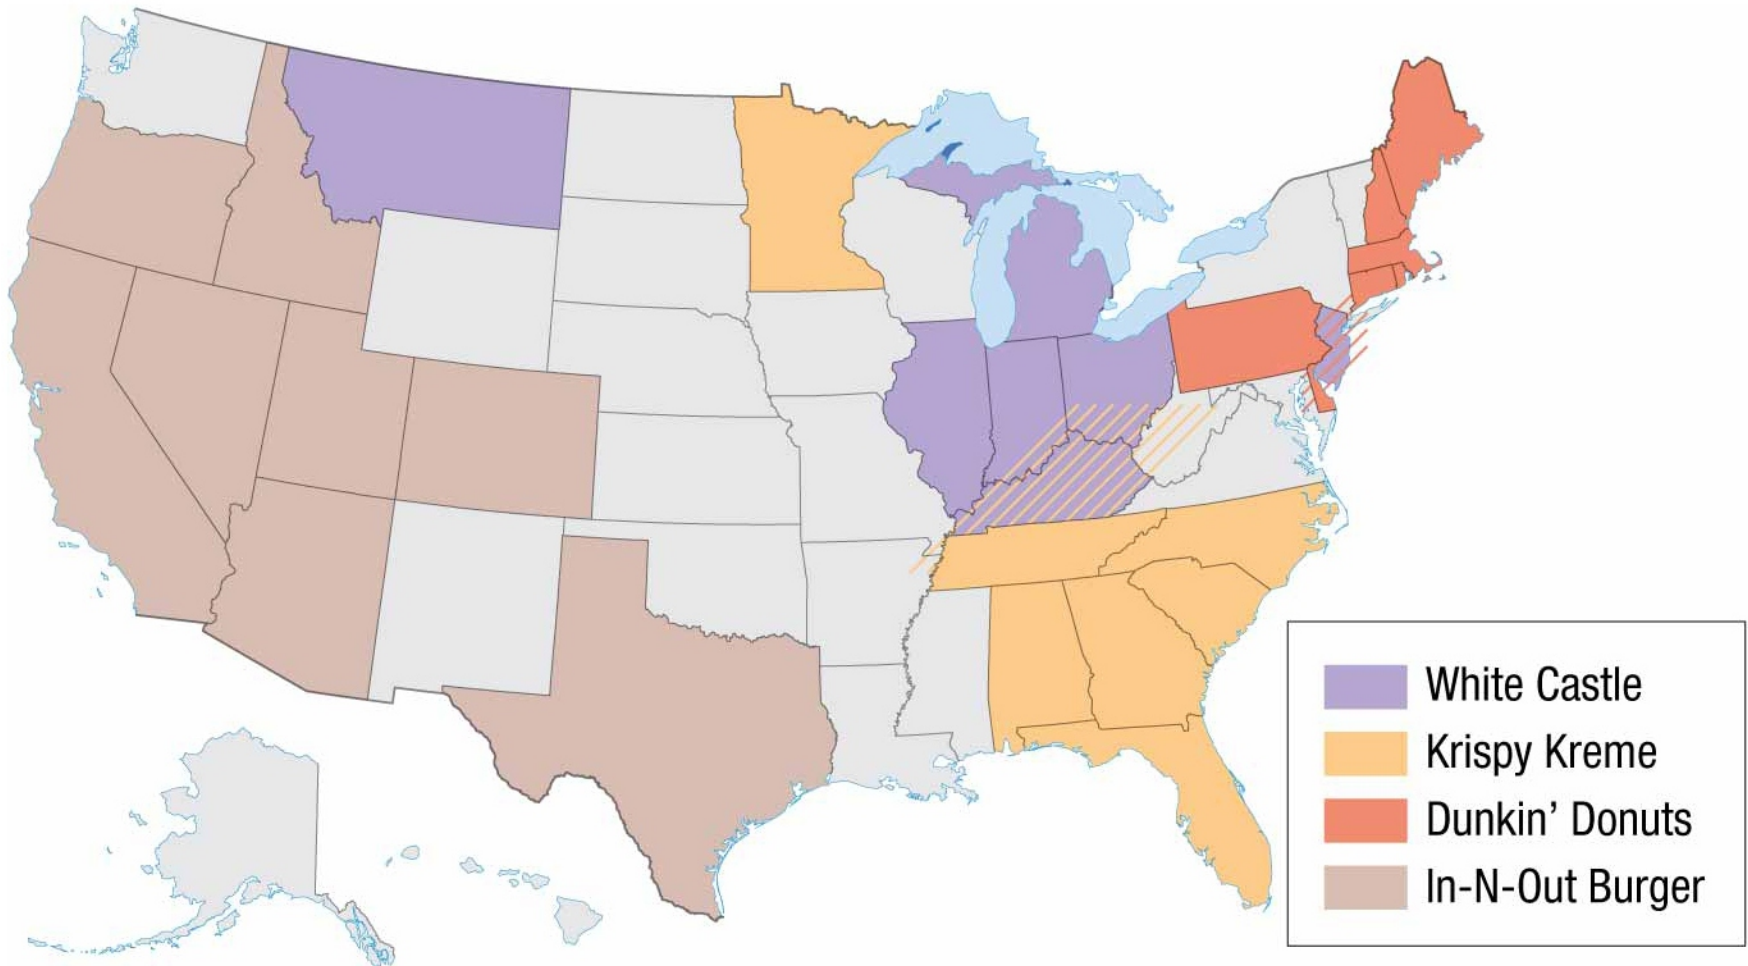 White Castle
Krispy Kreme
Dunkin’ Donuts
In-N-Out Burger